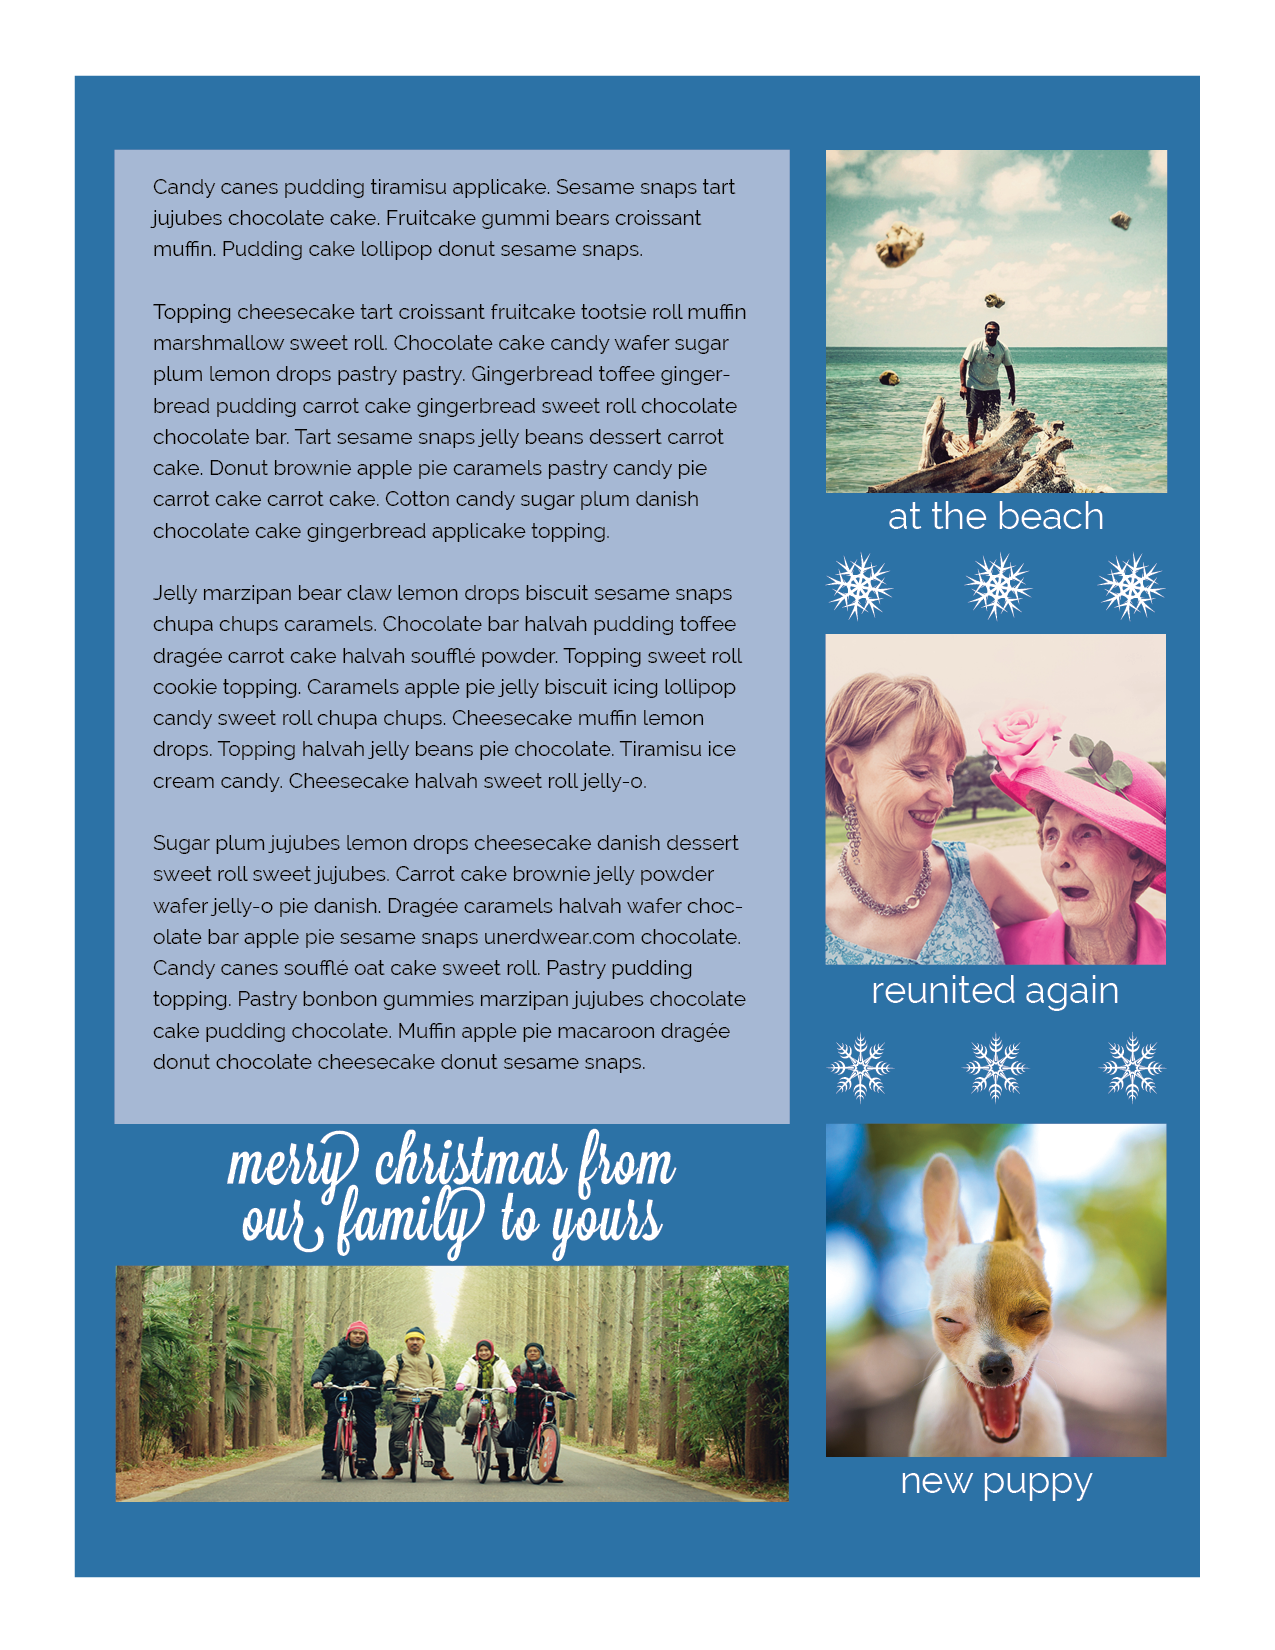 Candy canes pudding tiramisu applicake. Sesame snaps tart
jujubes chocolate cake. Fruitcake gummi bears croissant
muffin. Pudding cake lollipop donut sesame snaps.
Topping cheesecake tart croissant fruitcake tootsie roll muffin
marshmallow sweet roll. Chocolate cake candy wafer sugar
plum lemon drops pastry pastry. Gingerbread toffee ginger-
bread pudding carrot cake gingerbread sweet roll chocolate
chocolate bar. Tart sesame snaps jelly beans dessert carrot
cake. Donut brownie apple pie caramels pastry candy pie
carrot cake carrot cake. Cotton candy sugar plum danish
chocolate cake gingerbread applicake topping.
Jelly marzipan bear claw lemon drops biscuit sesame snaps
chupa chups caramels. Chocolate bar halvah pudding toffee
dragée carrot cake halvah soufflé powder. Topping sweet roll
cookie topping. Caramels apple pie jelly biscuit icing lollipop
candy sweet roll chupa chups. Cheesecake muffin lemon
drops. Topping halvah jelly beans pie chocolate. Tiramisu ice
cream candy. Cheesecake halvah sweet roll jelly-o.
Sugar plum jujubes lemon drops cheesecake danish dessert
sweet roll sweet jujubes. Carrot cake brownie jelly powder
wafer jelly-o pie danish. Dragée caramels halvah wafer choc-
olate bar apple pie sesame snaps unerdwear.com chocolate.
Candy canes soufflé oat cake sweet roll. Pastry pudding
topping. Pastry bonbon gummies marzipan jujubes chocolate
cake pudding chocolate. Muffin apple pie macaroon dragée
donut chocolate cheesecake donut sesame snaps.
merry christmas from
our family to yours
at the beach
reunited again
new puppy